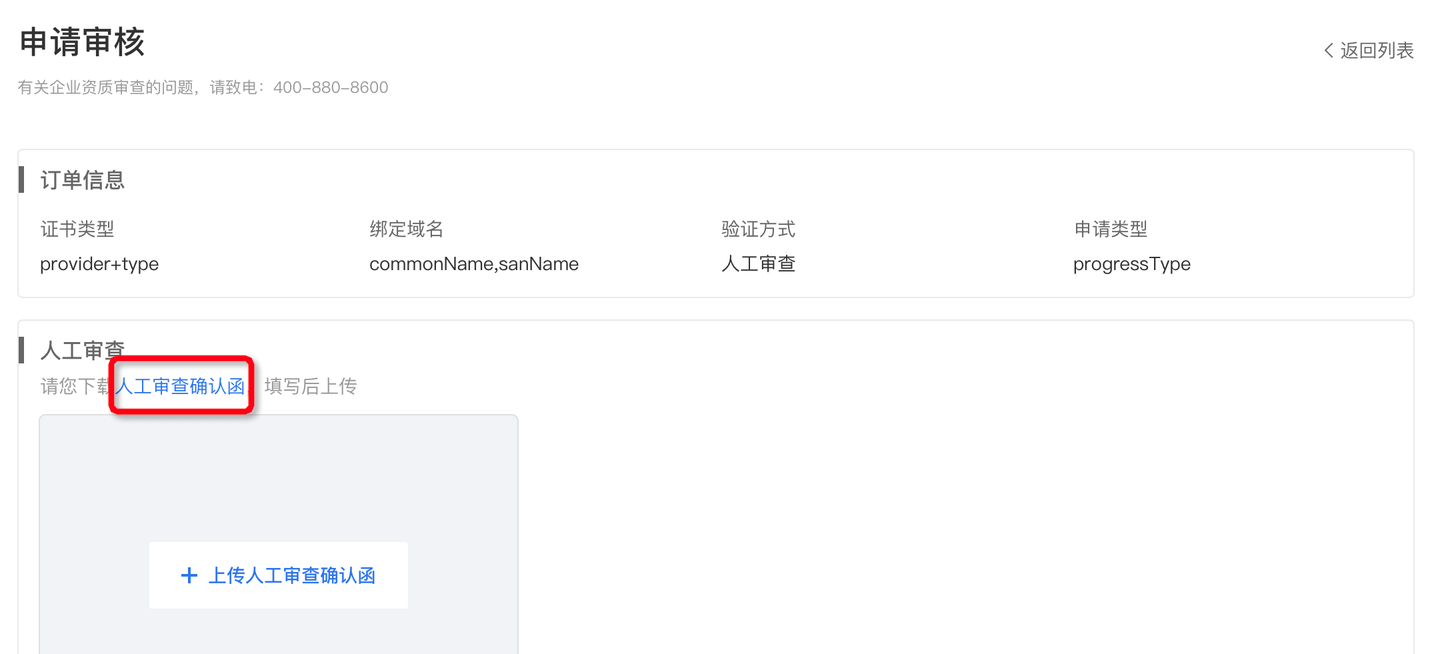 申请审核
返回列表
有关企业资质审查的问题，请致电：400-880-8600
订单信息
证书类型 绑定域名 验证方式 申请类型
provider+type commonName,sanName 人工审查 progressType
人工审查
请您下载人工审查确认函，填写后上传
+ 上传人工审查确认函